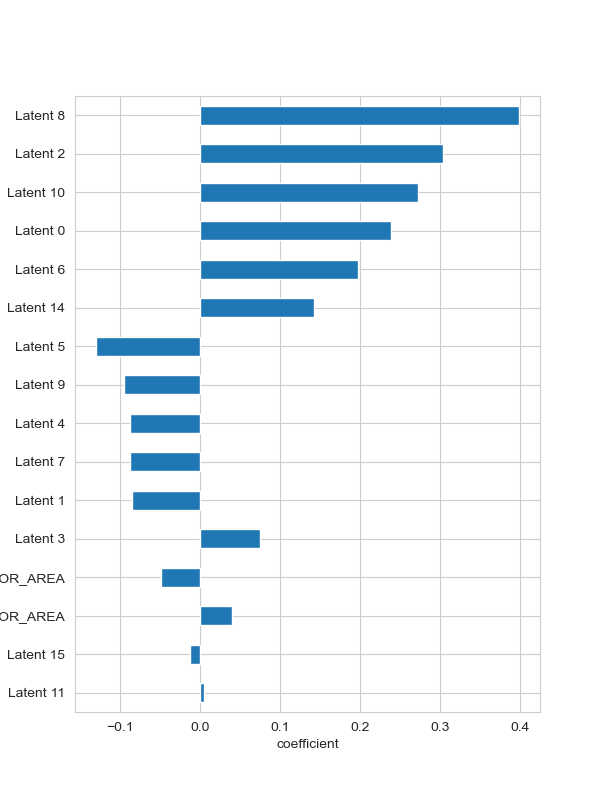 Latent 8
Latent 2
Latent 10
Latent 0
Latent 6
Latent 14
Latent 5
Latent 9
Latent 4
Latent 7
Latent 1
Latent 3
OR_AREA
OR_AREA
Latent 15
Latent 11
−0.1 0.0 0.1 0.2 0.3 0.4
coefficient